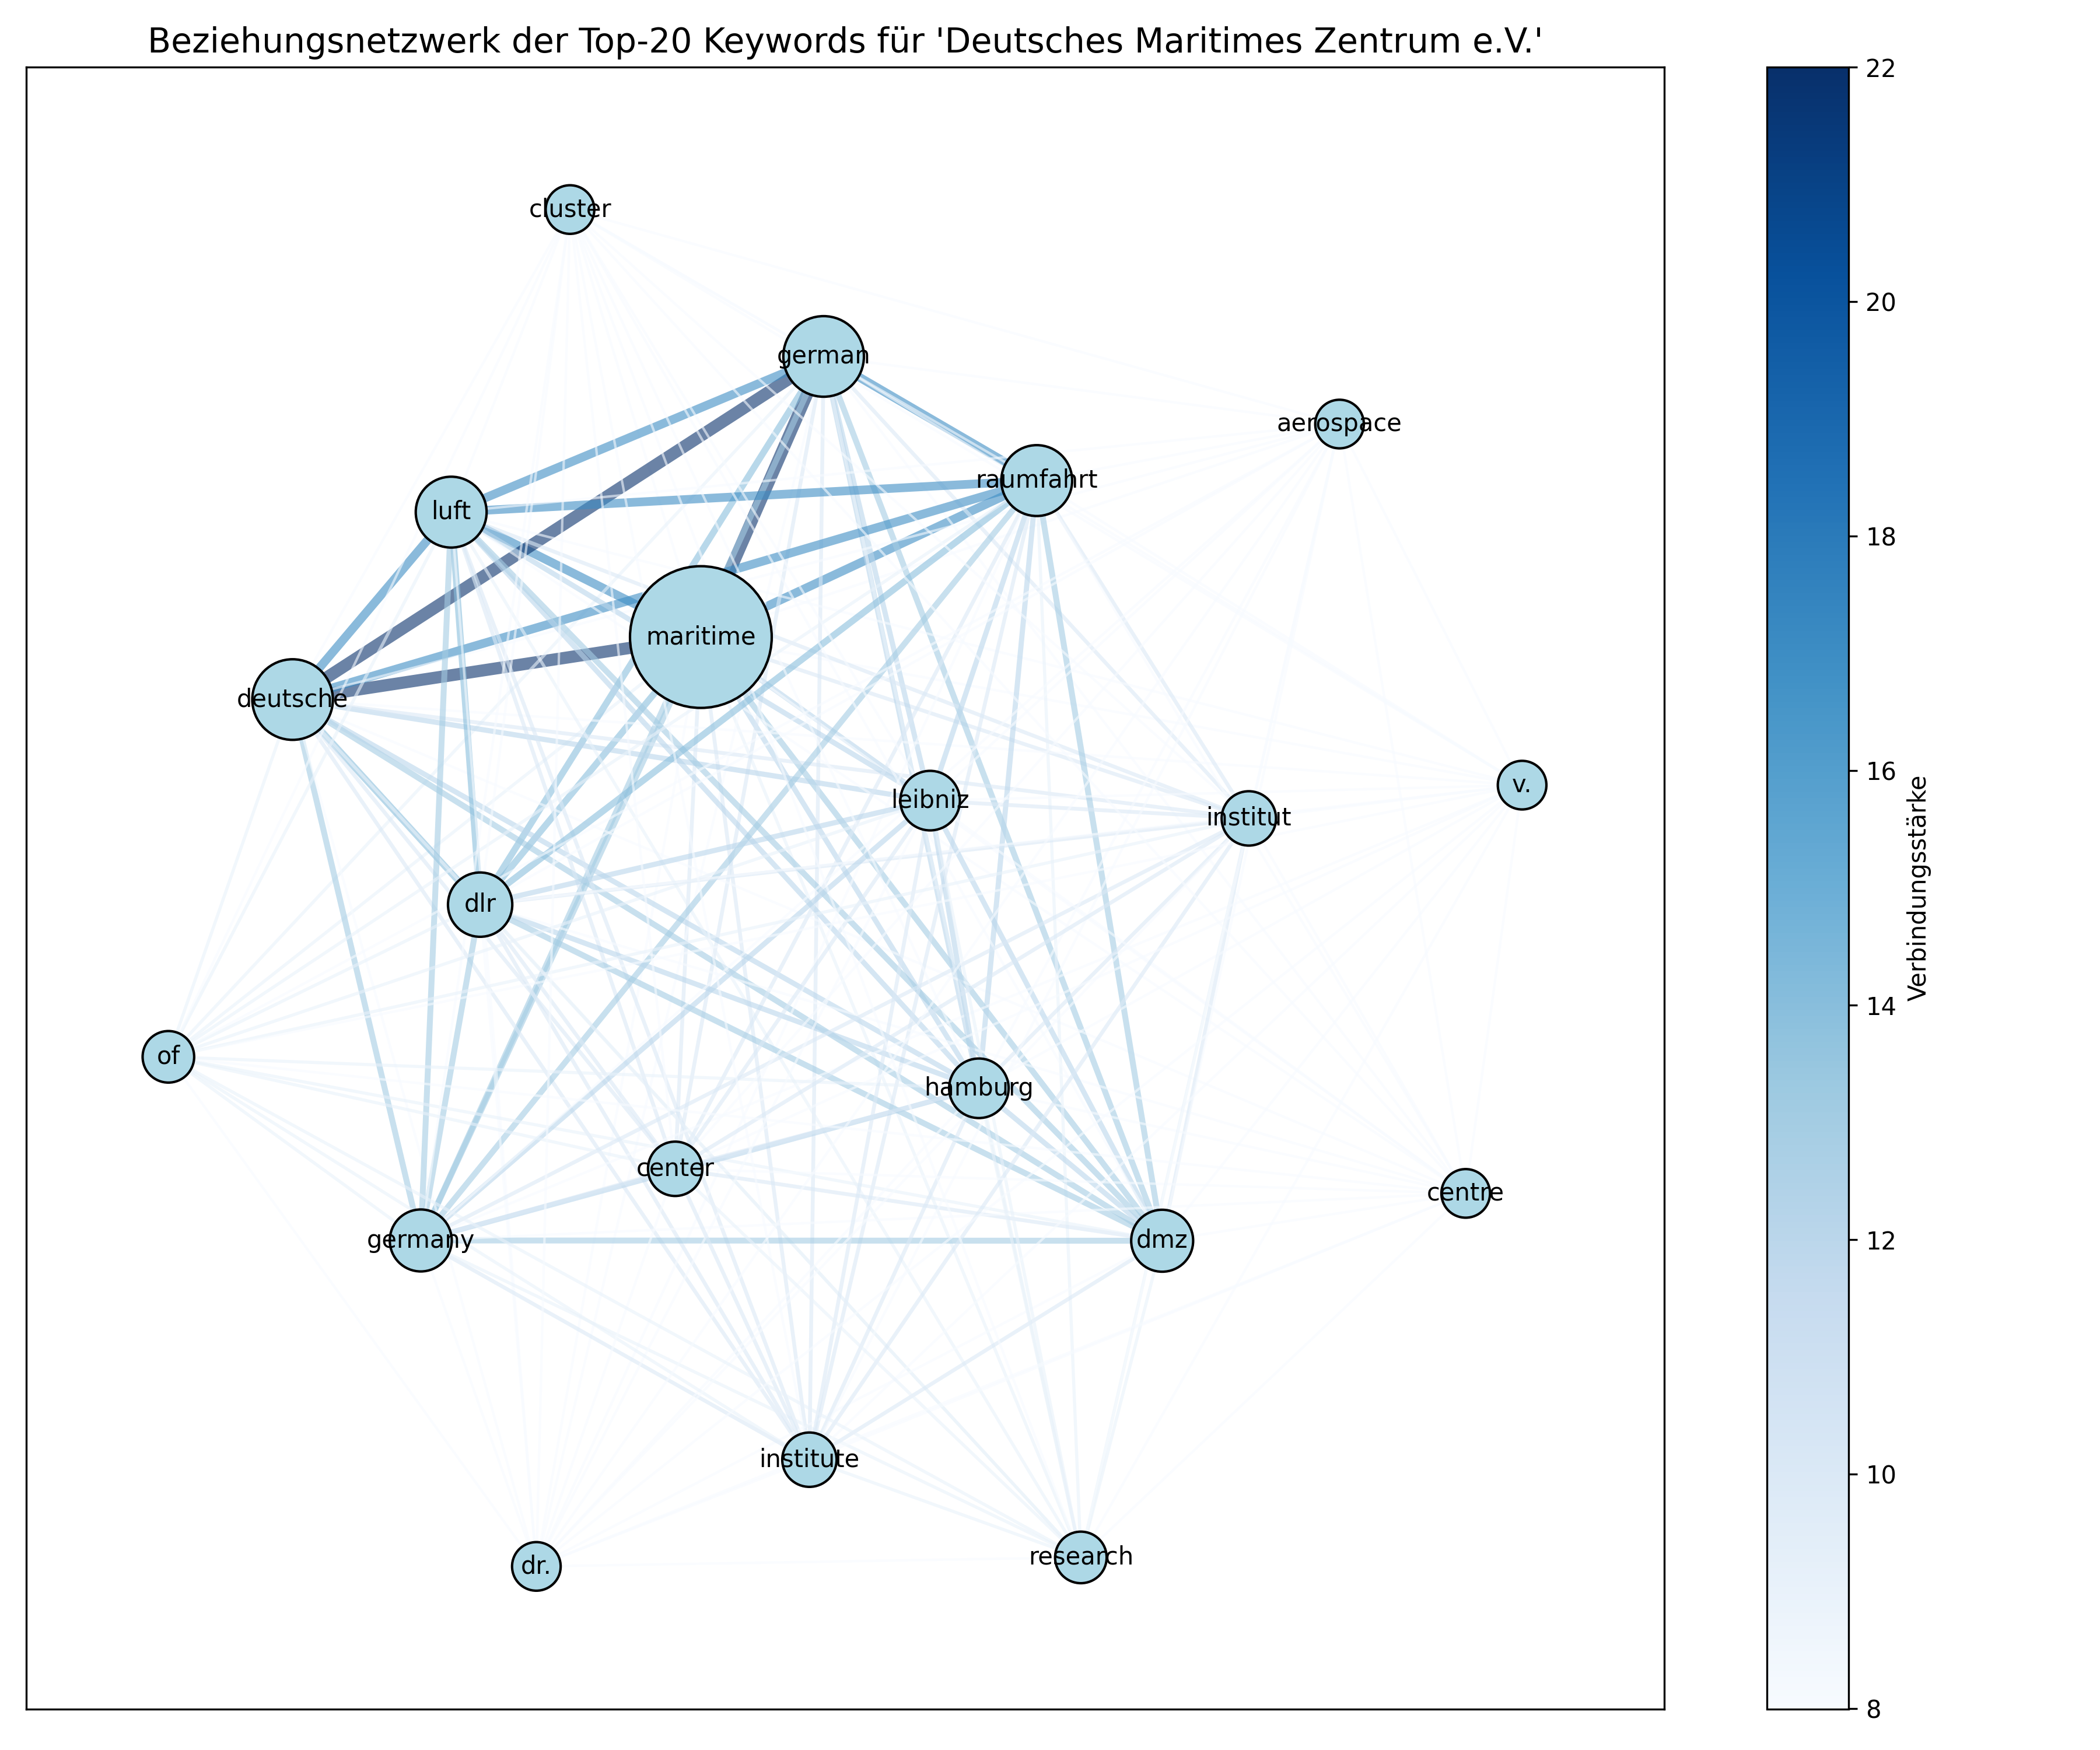 Beziehungsnetzwerk der Top-20 Keywords für 'Deutsches Maritimes Zentrum e.V.'
cluster
german
aerospace
raumfahrt
luft
maritime
deutsche
v.
leibniz
institut
dlr
of
hamburg
center
centre
germany
dmz
institute
research
dr.
22
20
18
16
14
12
10
8
Verbindungsstärke